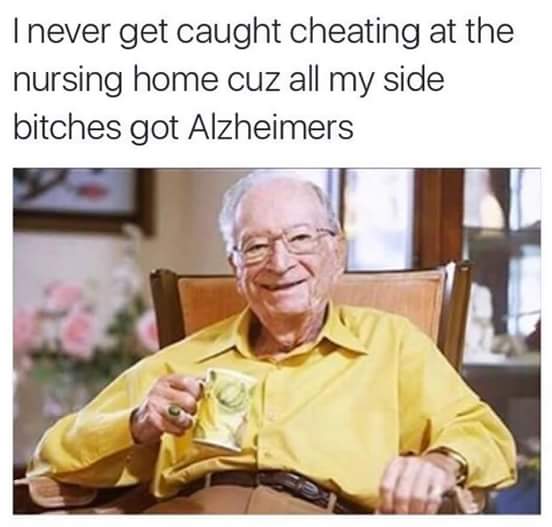 I never get caught cheating at the
nursing home cuz all my side
bitches got Alzheimers